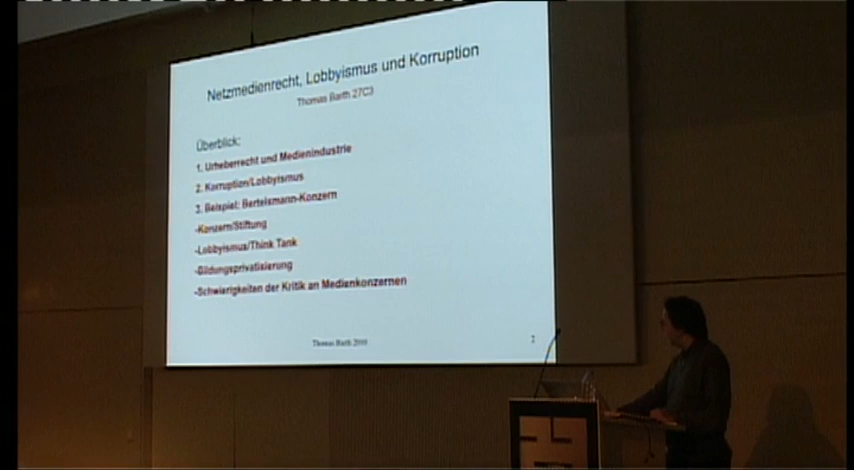 Netzmedienrecht, Lobbyismus und Korruption
Thomas Barth 27C3
Überblick:
1. Urheberrecht und Medienindustrie
2. Korruption/Lobbyismus
3. Beispiel: Bertelsmann-Konzern
-Konzern/Stiftung
-Lobbyismus/Think Tank
-Bildungsprivatisierung
-Schwierigkeiten der Kritik an Medienkonzernen
Thomas Barth 2010
2